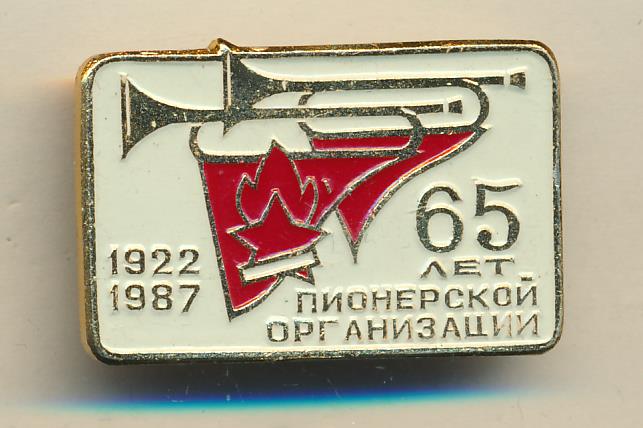 1922
1987
65
ЛЕТ
ПИОНЕРСКОЙ
ОРГАНИЗАЦИИ